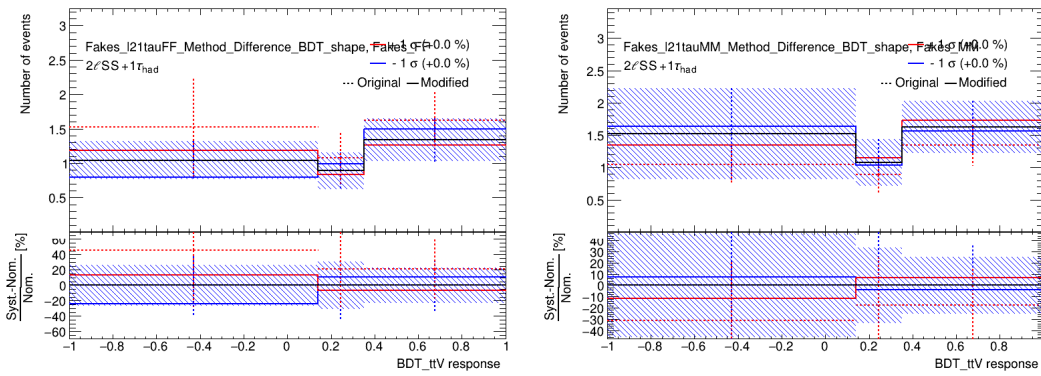 Number of events
3
2.5
2
1.5
1
0.5
Fakes_l21tauFF_Method_Difference_BDT_shape, Fakes_
+ 1 σ (+0.0 %)
2ℓSS+1τhad
- 1 σ (+0.0 %)
Original
Modified
Syst.-Nom.
Nom.
[%]
60
40
20
0
−20
−40
−60
−1 −0.8 −0.6 −0.4 −0.2 0 0.2 0.4 0.6 0.8 1
BDT_ttV response
Number of events
3
2.5
2
1.5
1
0.5
Fakes_l21tauMM_Method_Difference_BDT_shape, Fakes_
1 σ (+0.0 %)
2ℓSS+1τhad
- 1 σ (+0.0 %)
Original
Modified
Syst.-Nom.
Nom.
[%]
40
30
20
10
0
−10
−20
−30
−40
−1 −0.8 −0.6 −0.4 −0.2 0 0.2 0.4 0.6 0.8 1
BDT_ttV response